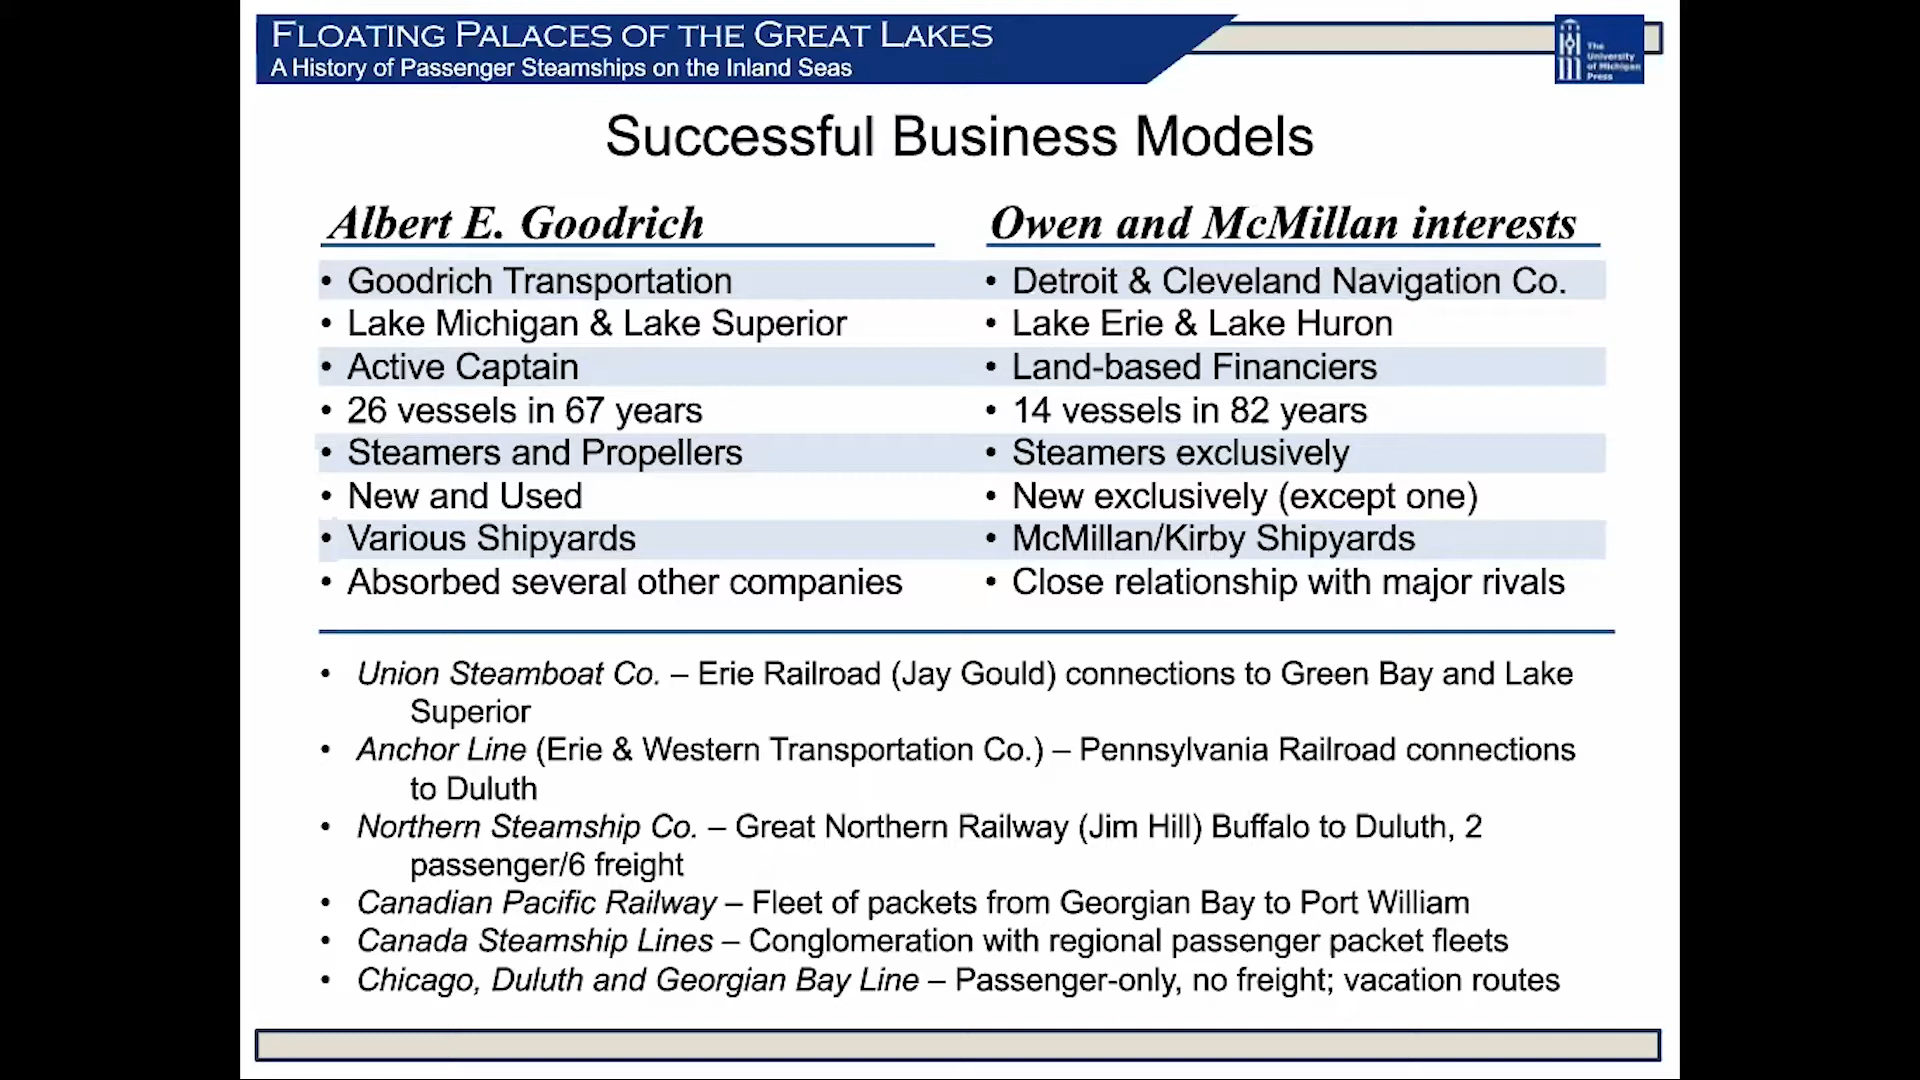 FLOATING PALACES OF THE GREAT LAKES
A History of Passenger Steamships on the Inland Seas
The
University
of Michigan
Press
Successful Business Models
Albert E. Goodrich
• Goodrich Transportation
• Lake Michigan & Lake Superior
• Active Captain
• 26 vessels in 67 years
• Steamers and Propellers
• New and Used
• Various Shipyards
• Absorbed several other companies
Owen and McMillan interests
• Detroit & Cleveland Navigation Co.
• Lake Erie & Lake Huron
• Land-based Financiers
• 14 vessels in 82 years
• Steamers exclusively
• New exclusively (except one)
• McMillan/Kirby Shipyards
• Close relationship with major rivals
• Union Steamboat Co. – Erie Railroad (Jay Gould) connections to Green Bay and Lake
Superior
• Anchor Line (Erie & Western Transportation Co.) – Pennsylvania Railroad connections
to Duluth
• Northern Steamship Co. – Great Northern Railway (Jim Hill) Buffalo to Duluth, 2
passenger/6 freight
• Canadian Pacific Railway – Fleet of packets from Georgian Bay to Port William
• Canada Steamship Lines – Conglomeration with regional passenger packet fleets
• Chicago, Duluth and Georgian Bay Line – Passenger-only, no freight; vacation routes